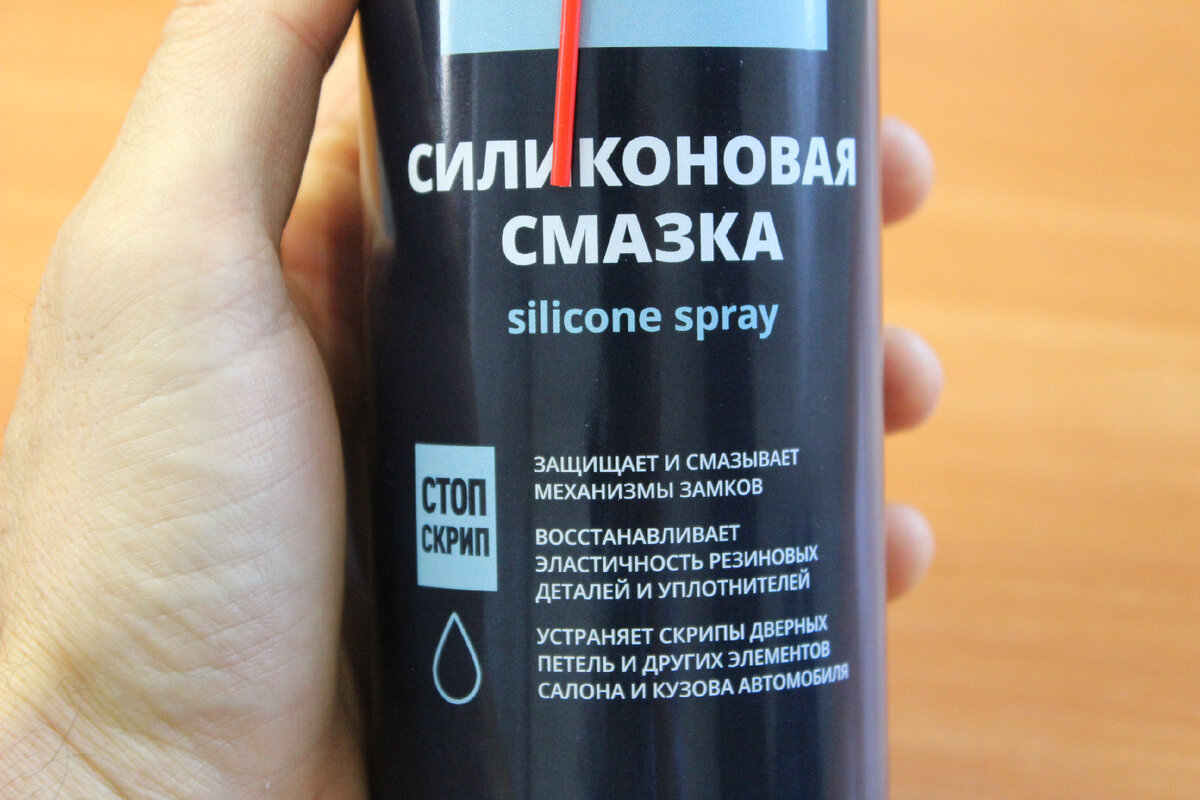 СИЛИКОНОВАЯ
СМАЗКА
silicone spray
СТОП
СКРИП
ЗАЩИЩАЕТ И СМАЗЫВАЕТ
МЕХАНИЗМЫ ЗАМКОВ
ВОССТАНАВЛИВАЕТ
ЭЛАСТИЧНОСТЬ РЕЗИНОВЫХ
ДЕТАЛЕЙ И УПЛОТНИТЕЛЕЙ
УСТРАНЯЕТ СКРИПЫ ДВЕРНЫХ
ПЕТЕЛЬ И ДРУГИХ ЭЛЕМЕНТОВ
САЛОНА И КУЗОВА АВТОМОБИЛЯ